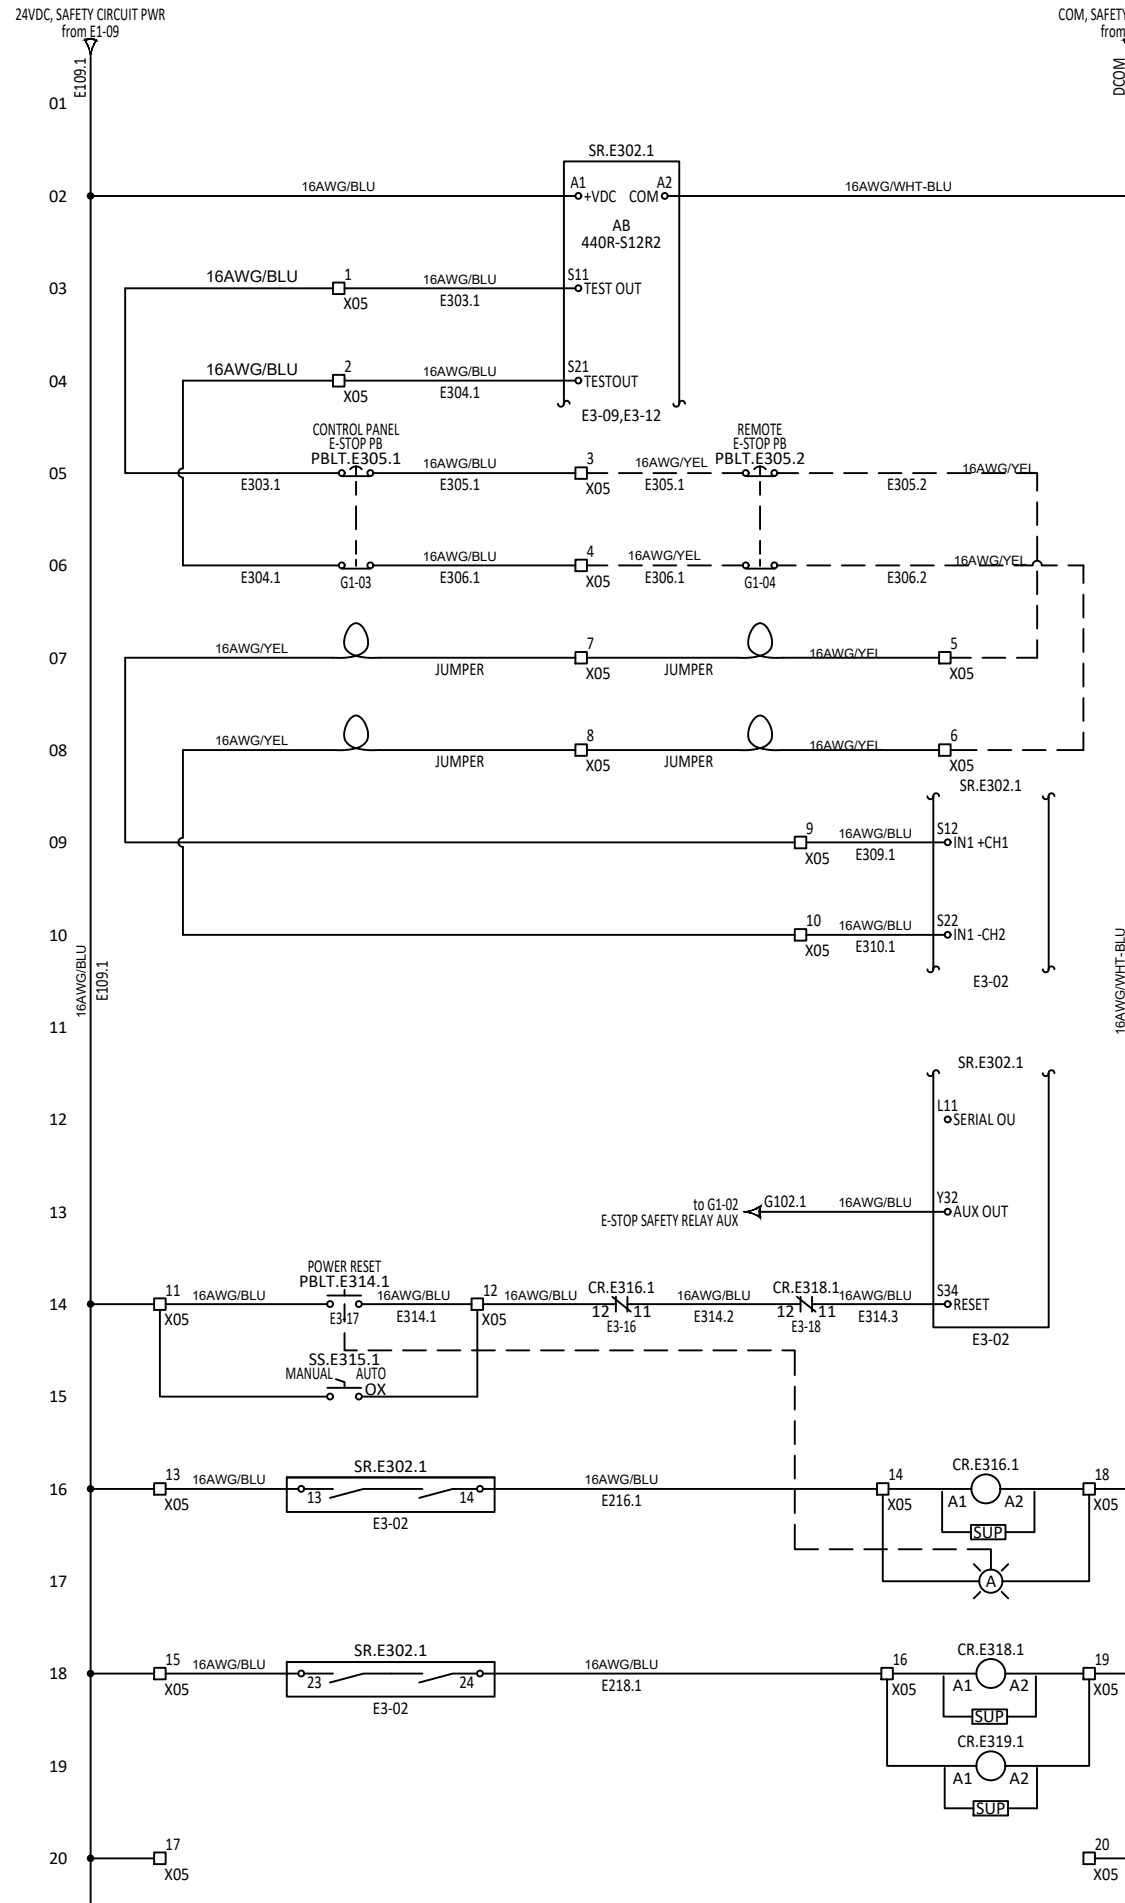 24VDC, SAFETY CIRCUIT PWR
from E1-09
COM, SAFETY
from
E109.1
DCOM
01
SR.E302.1
02
16AWG/BLU
A1
+VDC
A2
COM
16AWG/WHT-BLU
AB
440R-S12R2
03
16AWG/BLU
1
X05
16AWG/BLU
E303.1
S11
TEST OUT
04
16AWG/BLU
2
X05
16AWG/BLU
E304.1
S21
TESTOUT
E3-09,E3-12
CONTROL PANEL
E-STOP PB
PBLT.E305.1
REMOTE
E-STOP PB
PBLT.E305.2
05
E303.1
16AWG/BLU
E305.1
3
X05
16AWG/YEL
E305.1
E305.2
16AWG/YEL
06
E304.1
G1-03
16AWG/BLU
E306.1
4
X05
16AWG/YEL
E306.1
G1-04
E306.2
16AWG/YEL
07
16AWG/YEL
JUMPER
7
X05
JUMPER
16AWG/YEL
5
X05
08
16AWG/YEL
JUMPER
8
X05
JUMPER
16AWG/YEL
6
X05
SR.E302.1
09
9
X05
16AWG/BLU
E309.1
S12
IN1 +CH1
10
10
X05
16AWG/BLU
E310.1
S22
IN1 -CH2
E3-02
16AWG/BLU
E109.1
16AWG/WHT-BLU
11
SR.E302.1
12
L11
SERIAL OU
13
to G1-02
E-STOP SAFETY RELAY AUX
G102.1
16AWG/BLU
Y32
AUX OUT
POWER RESET
PBLT.E314.1
14
11
X05
16AWG/BLU
E3-17
16AWG/BLU
E314.1
12
X05
16AWG/BLU
CR.E316.1
12 11
E3-16
16AWG/BLU
E314.2
CR.E318.1
12 11
E3-18
16AWG/BLU
E314.3
S34
RESET
E3-02
SS.E315.1
MANUAL AUTO
OX
15
16
13
X05
16AWG/BLU
SR.E302.1
13 14
E3-02
16AWG/BLU
E216.1
14
X05
CR.E316.1
A1 A2
SUP
18
X05
17
A
18
15
X05
16AWG/BLU
SR.E302.1
23 24
E3-02
16AWG/BLU
E218.1
16
X05
CR.E318.1
A1 A2
SUP
19
X05
19
CR.E319.1
A1 A2
SUP
20
17
X05
20
X05